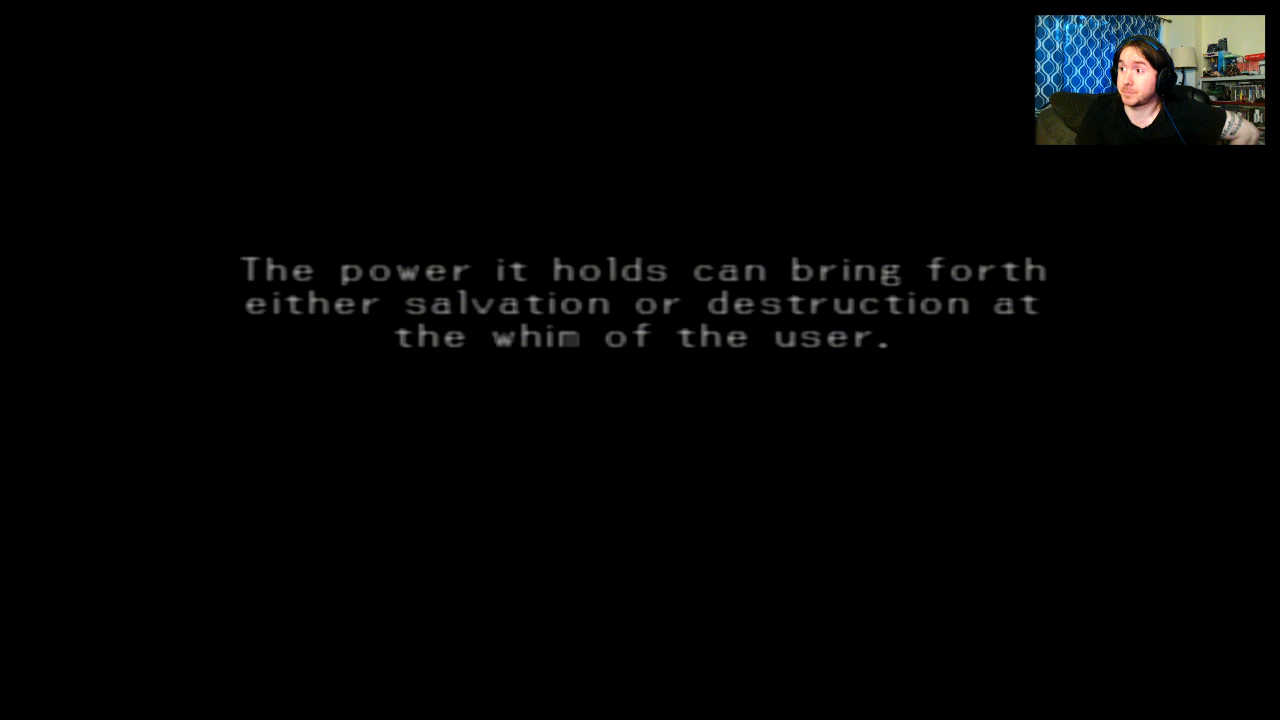 The power it holds can bring forth
either salvation or destruction at
the whim of the user.